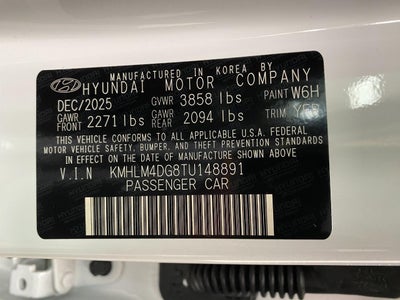 MANUFACTURED IN KOREA BY
HYUNDAI MOTOR COMPANY
DEC/2025 GVWR 3858 lbs PAINT W6H
GAWR FRONT 2271 lbs GAWR REAR 2094 lbs TRIM
THIS VEHICLE CONFORMS TO ALL APPLICABLE U.S.A. FEDERAL
MOTOR VEHICLE SAFETY, BUMPER, AND THEFT PREVENTION STANDARDS
IN EFFECT ON THE DATE OF MANUFACTURE SHOWN ABOVE.
V.I.N KMHLM4DG8TU148891
PASSENGER CAR